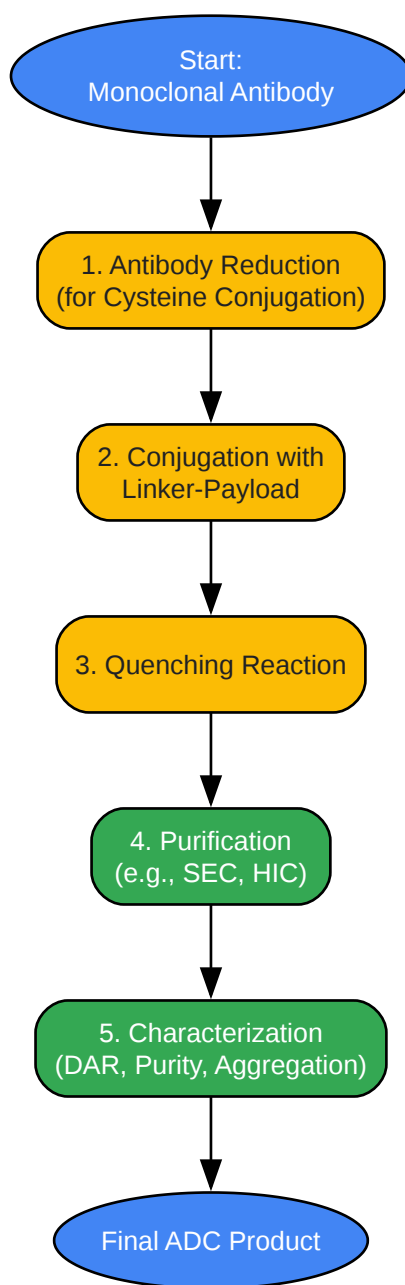 Start:
Monoclonal Antibody
1. Antibody Reduction
(for Cysteine Conjugation)
2. Conjugation with
Linker-Payload
3. Quenching Reaction
4. Purification
(e.g., SEC, HIC)
5. Characterization
(DAR, Purity, Aggregation)
Final ADC Product